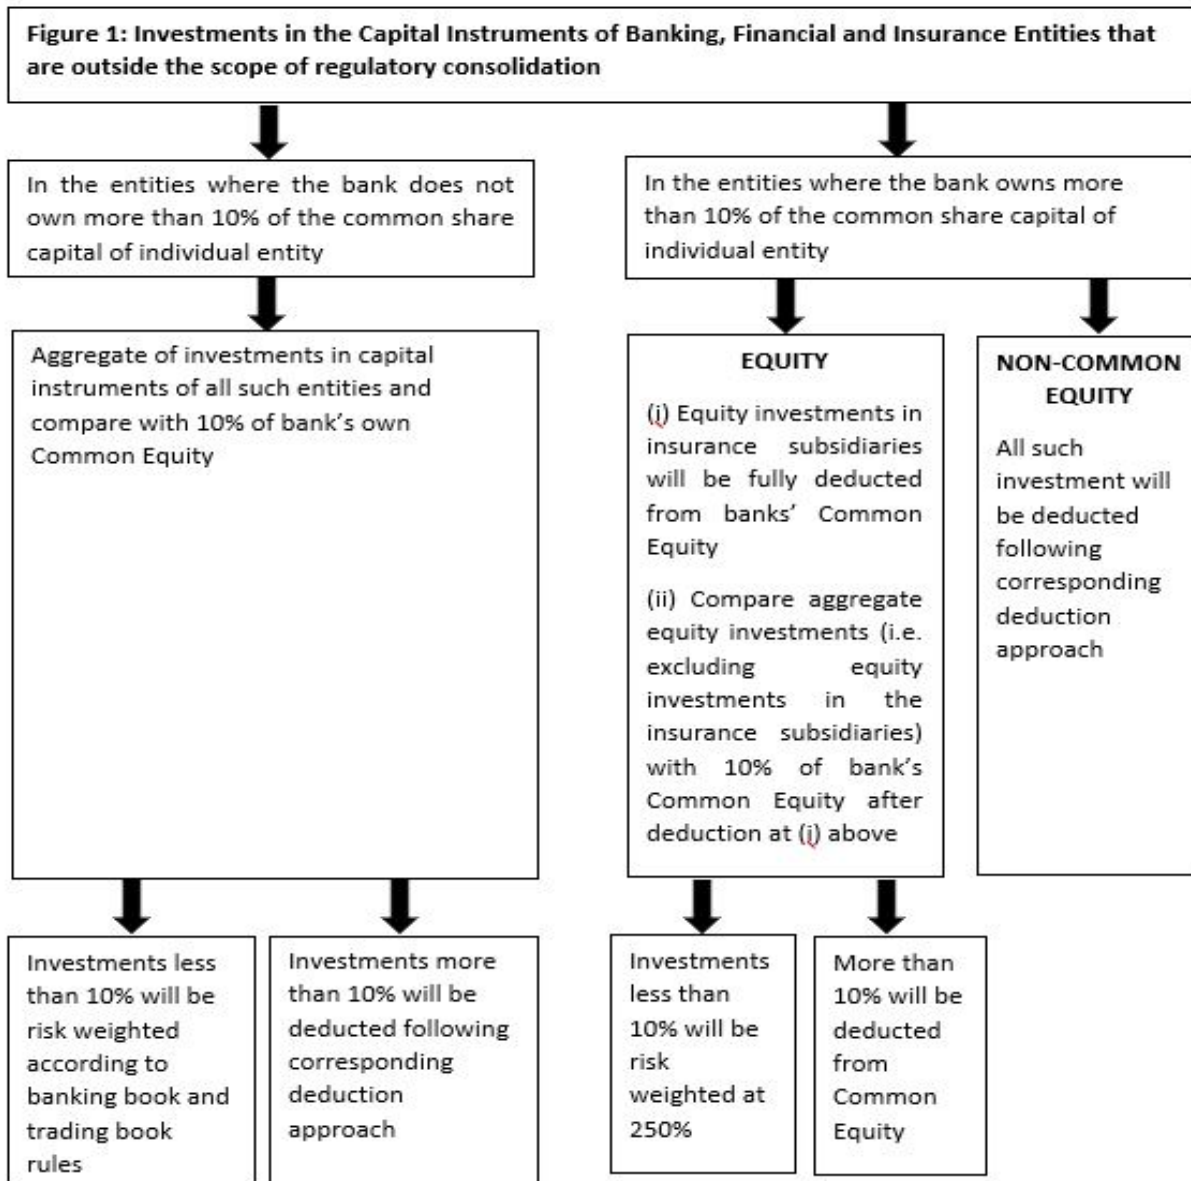 Figure 1: Investments in the Capital Instruments of Banking, Financial and Insurance Entities that
are outside the scope of regulatory consolidation
In the entities where the bank does not
own more than 10% of the common share
capital of individual entity
In the entities where the bank owns more
than 10% of the common share capital of
individual entity
Aggregate of investments in capital
instruments of all such entities and
compare with 10% of bank's own
Common Equity
EQUITY
(i) Equity investments in
insurance subsidiaries
will be fully deducted
from banks' Common
Equity
(ii) Compare aggregate
equity investments (i.e.
excluding equity
investments in the
insurance subsidiaries)
with 10% of bank's
Common Equity after
deduction at (i) above
NON-COMMON
EQUITY
All such
investment will
be deducted
following
corresponding
deduction
approach
Investments less
than 10% will be
risk weighted
according to
banking book and
trading book
rules
Investments more
than 10% will be
deducted following
corresponding
deduction
approach
Investments
less than
10% will be
risk
weighted at
250%
More than
10% will be
deducted
from
Common
Equity